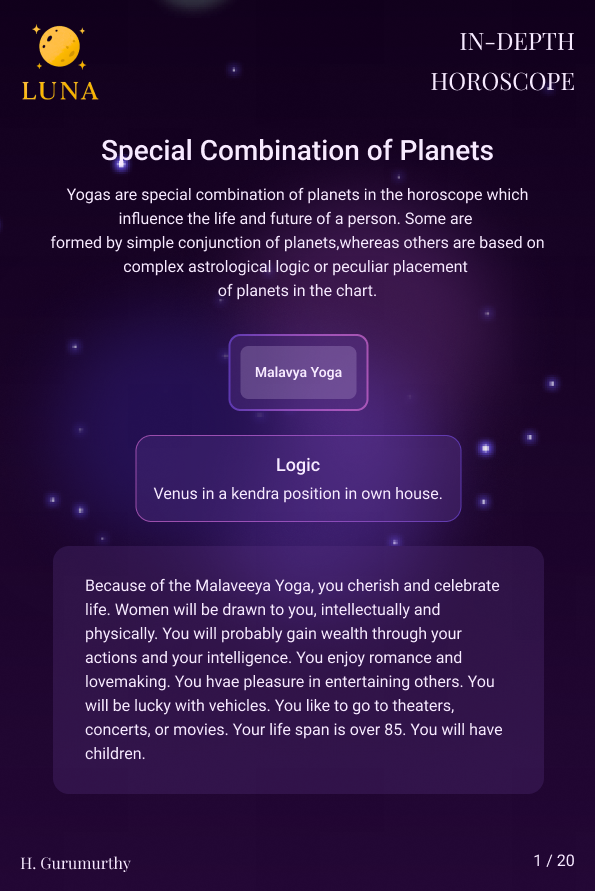 LUNA
IN-DEPTH
HOROSCOPE
Special Combination of Planets
Yogas are special combination of planets in the horoscope which
influence the life and future of a person. Some are
formed by simple conjunction of planets,whereas others are based on
complex astrological logic or peculiar placement
of planets in the chart.
Malavya Yoga
Logic
Venus in a kendra position in own house.
Because of the Malaveeya Yoga, you cherish and celebrate
life. Women will be drawn to you, intellectually and
physically. You will probably gain wealth through your
actions and your intelligence. You enjoy romance and
lovemaking. You hvae pleasure in entertaining others. You
will be lucky with vehicles. You like to go to theaters,
concerts, or movies. Your life span is over 85. You will have
children.
H. Gurumurthy
1 / 20